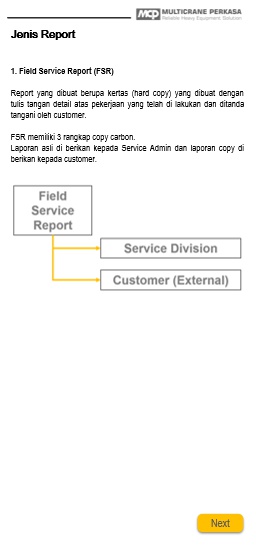 MCP MULTICRANE PERKASA
Reliable Heavy Equipment Solution
Jenis Report
1. Field Service Report (FSR)
Report yang dibuat berupa kertas (hard copy) yang dibuat dengan
tulis tangan detail atas pekerjaan yang telah di lakukan dan ditanda
tangani oleh customer.
FSR memiliki 3 rangkap copy carbon.
Laporan asli di berikan kepada Service Admin dan laporan copy di
berikan kepada customer.
Field
Service
Report
Service Division
Customer (External)
Next